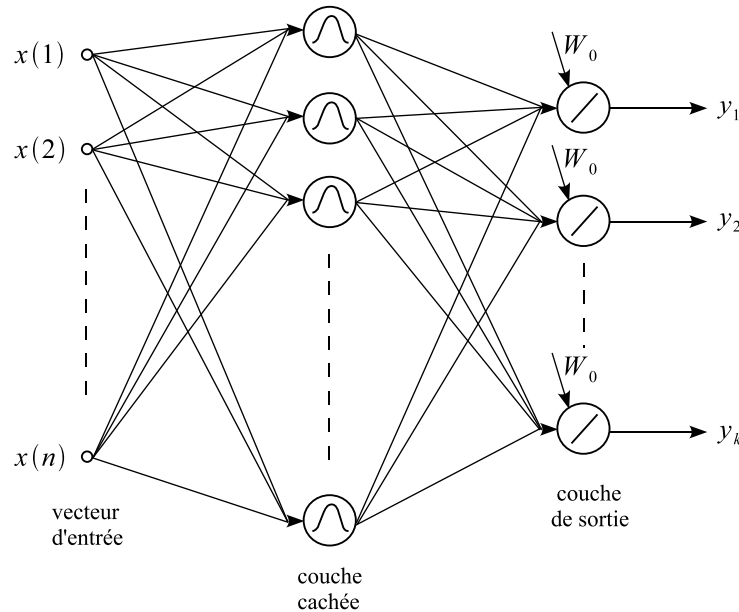 x(1)
x(2)
x(n)
vecteur
d'entrée
couche
cachée
W₀
W₀
W₀
couche
de sortie
y₁
y₂
yₖ